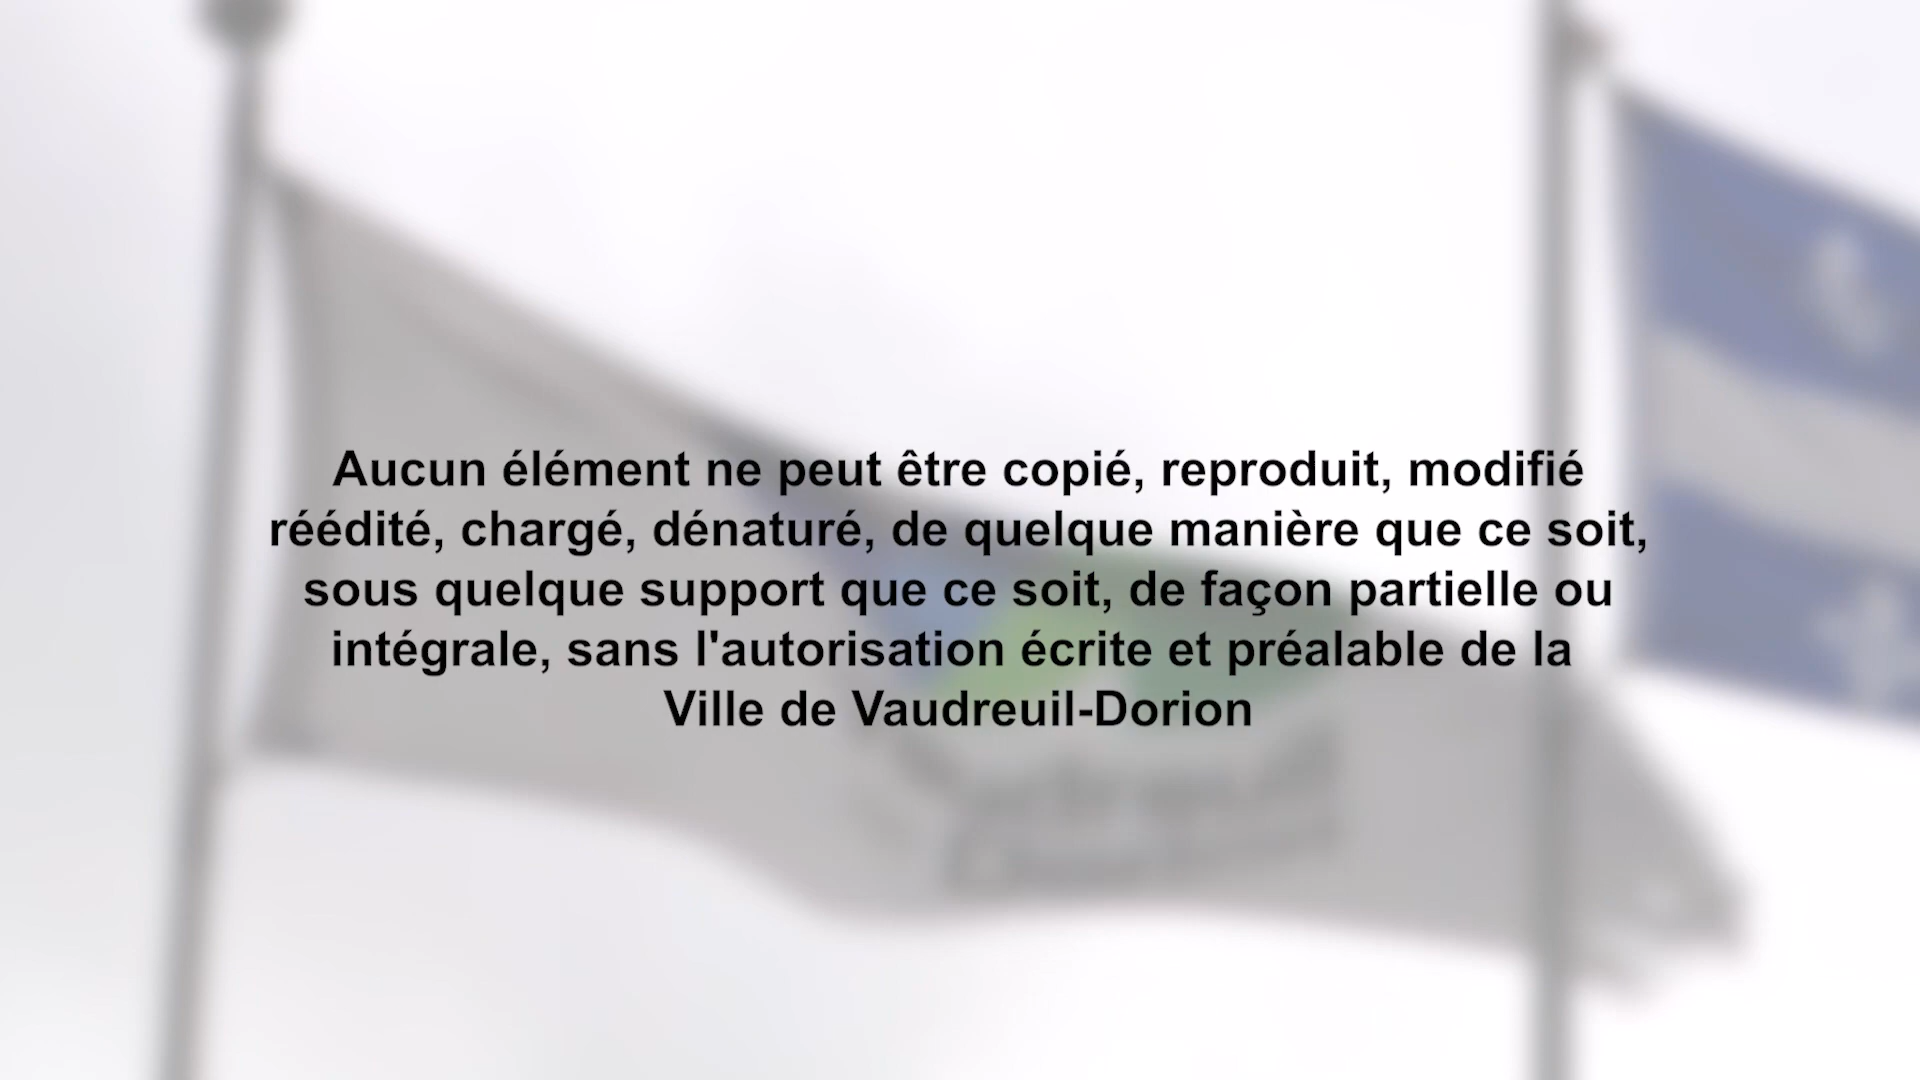 Aucun élément ne peut être copié, reproduit, modifié
réédité, chargé, dénaturé, de quelque manière que ce soit,
sous quelque support que ce soit, de façon partielle ou
intégrale, sans l'autorisation écrite et préalable de la
Ville de Vaudreuil-Dorion